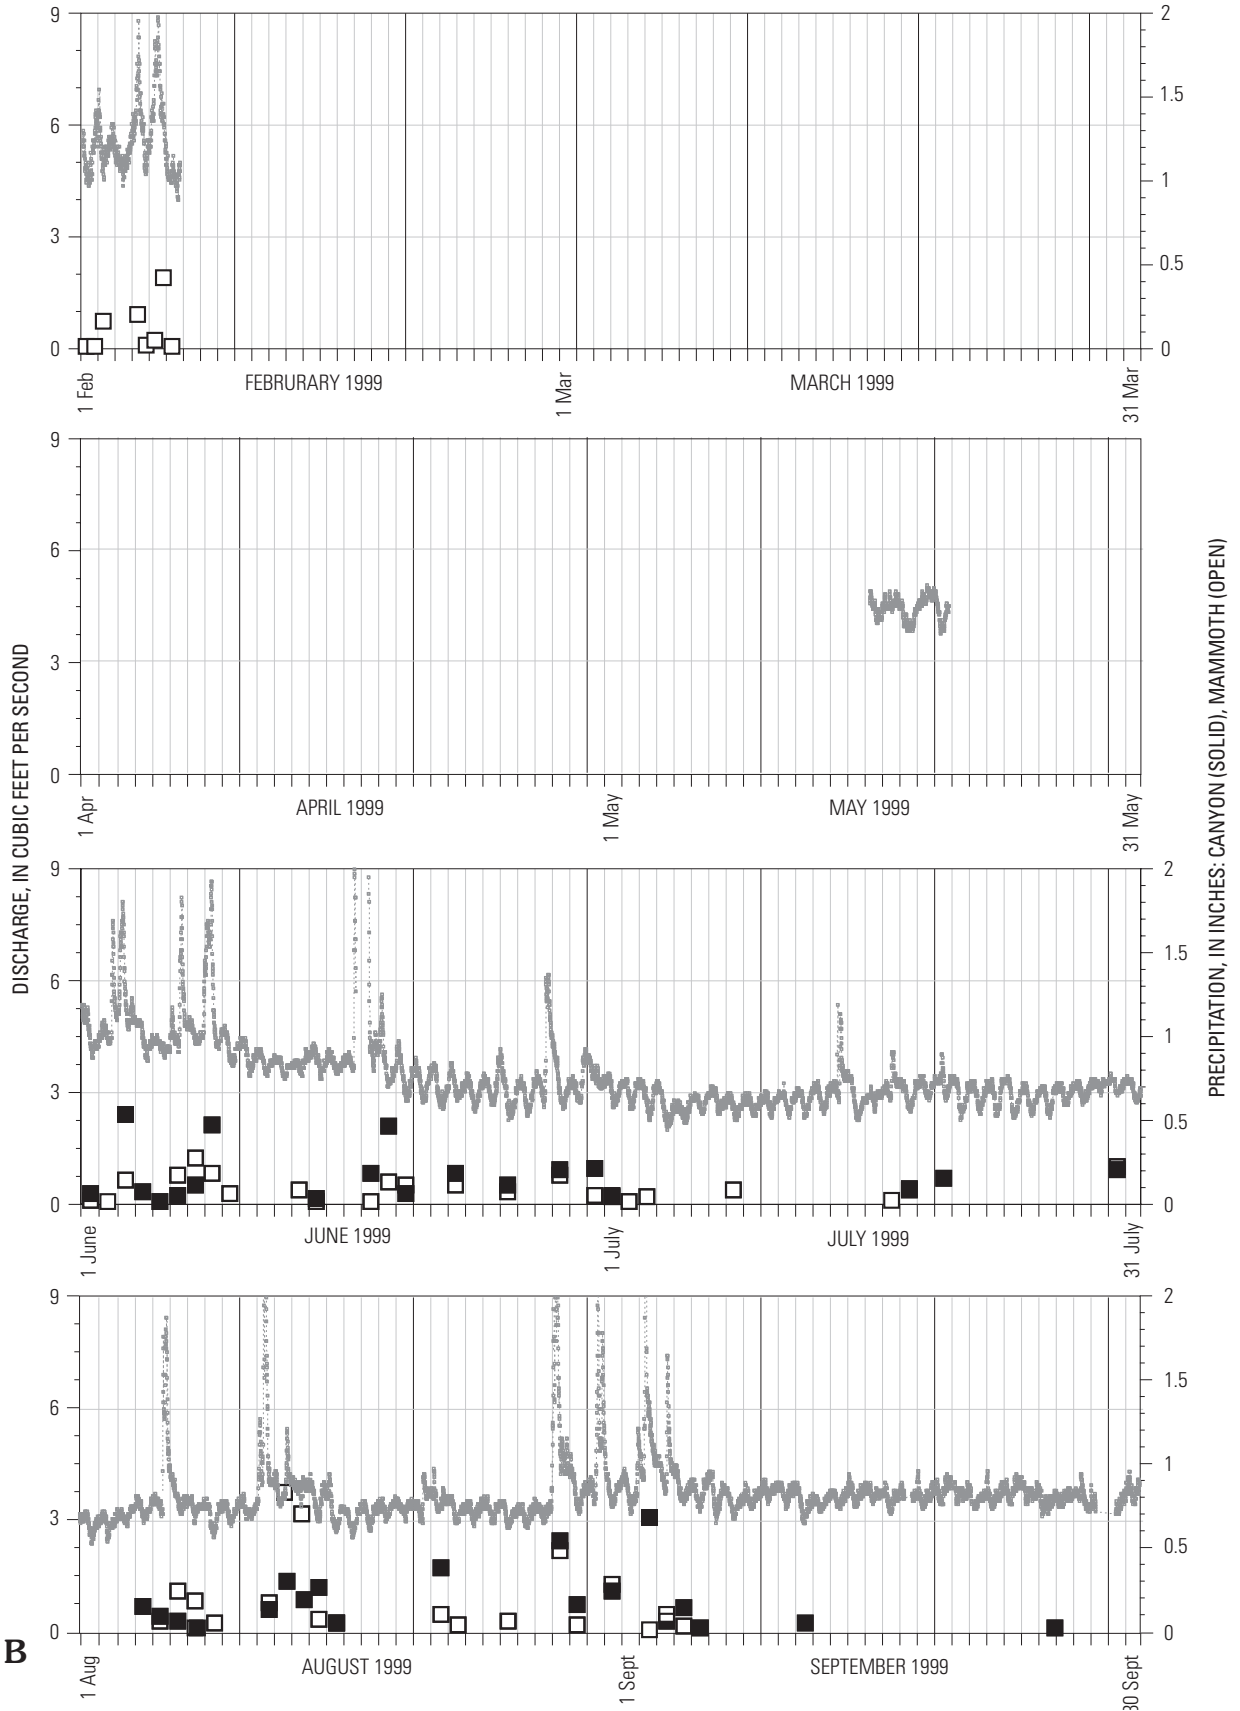 DISCHARGE, IN CUBIC FEET PER SECOND
PRECIPITATION, IN INCHES: CANYON (SOLID), MAMMOTH (OPEN)
9
6
3
0
2
1.5
1
0.5
0
1 Feb
FEBRURARY 1999
1 Mar
MARCH 1999
31 Mar
9
6
3
0
1 Apr
APRIL 1999
1 May
MAY 1999
31 May
9
6
3
0
2
1.5
1
0.5
0
1 June
JUNE 1999
1 July
JULY 1999
31 July
9
6
3
0
2
1.5
1
0.5
0
1 Aug
AUGUST 1999
1 Sept
SEPTEMBER 1999
30 Sept
B